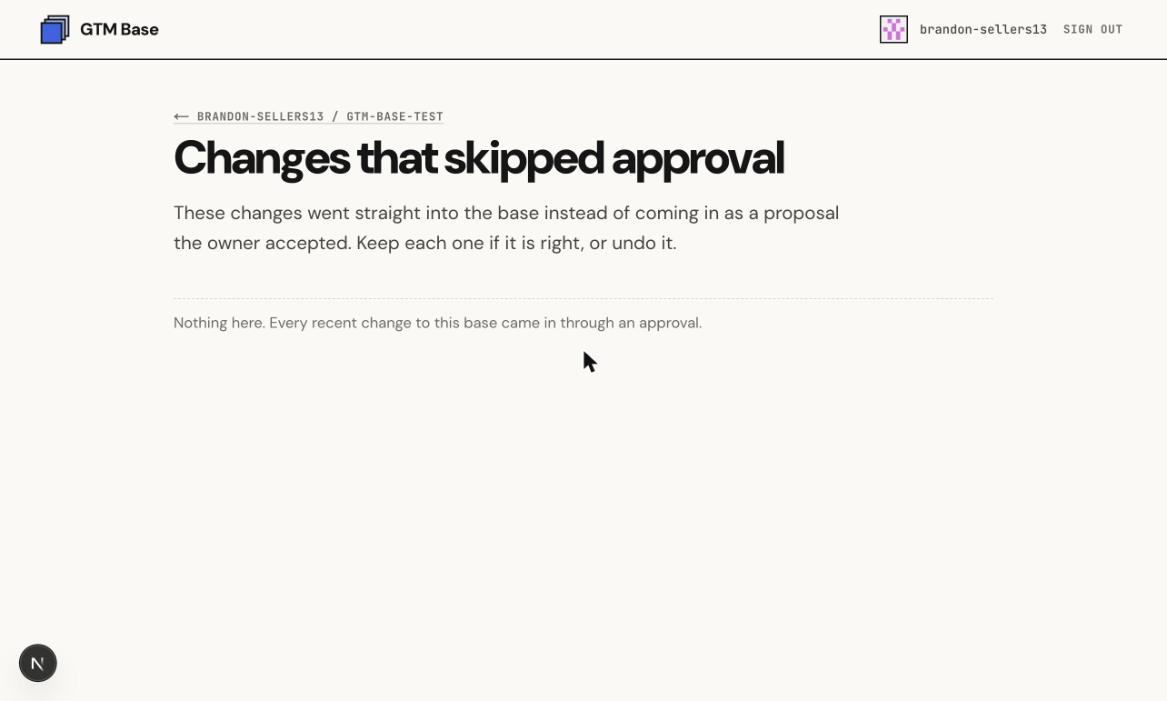 GTM Base
brandon-sellers13
SIGN OUT
← BRANDON-SELLERS13 / GTM-BASE-TEST
Changes that skipped approval
These changes went straight into the base instead of coming in as a proposal
the owner accepted. Keep each one if it is right, or undo it.
Nothing here. Every recent change to this base came in through an approval.
N